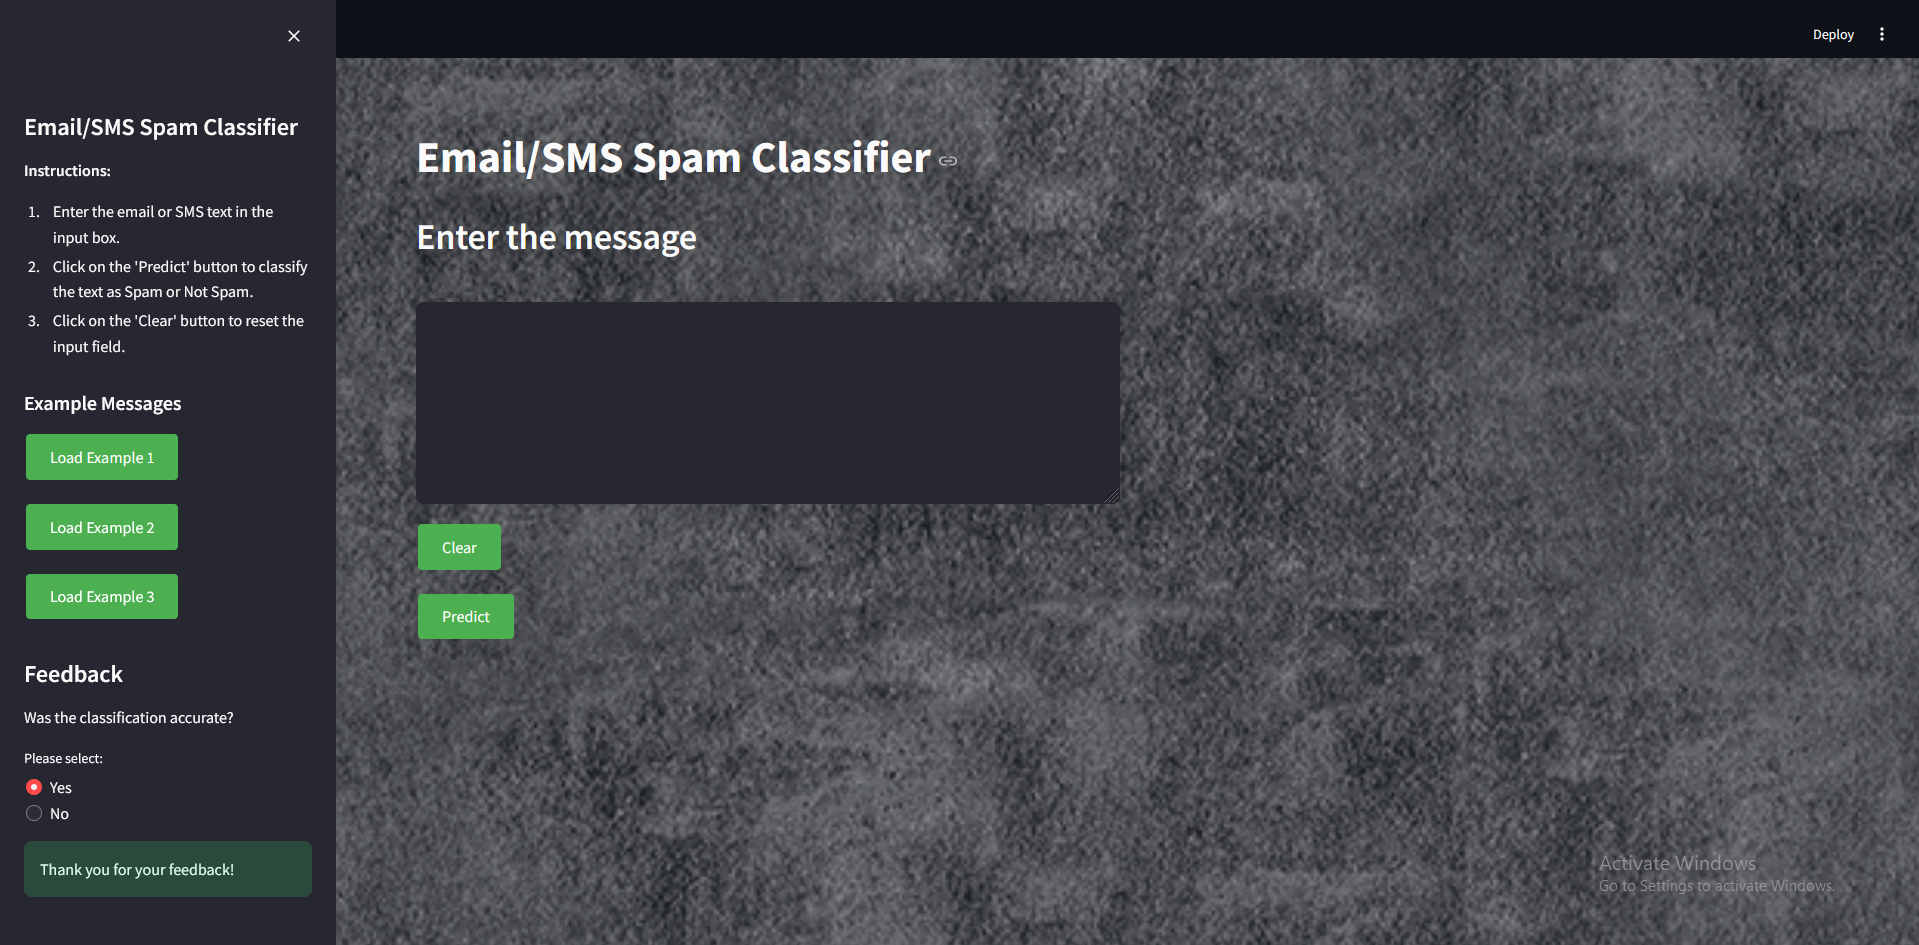 Deploy
Email/SMS Spam Classifier
Instructions:
1. Enter the email or SMS text in the
input box.
2. Click on the 'Predict' button to classify
the text as Spam or Not Spam.
3. Click on the 'Clear' button to reset the
input field.
Example Messages
Load Example 1
Load Example 2
Load Example 3
Feedback
Was the classification accurate?
Please select:
Yes
No
Thank you for your feedback!
Email/SMS Spam Classifier
Enter the message
Clear
Predict
Activate Windows
Go to Settings to activate Windows.